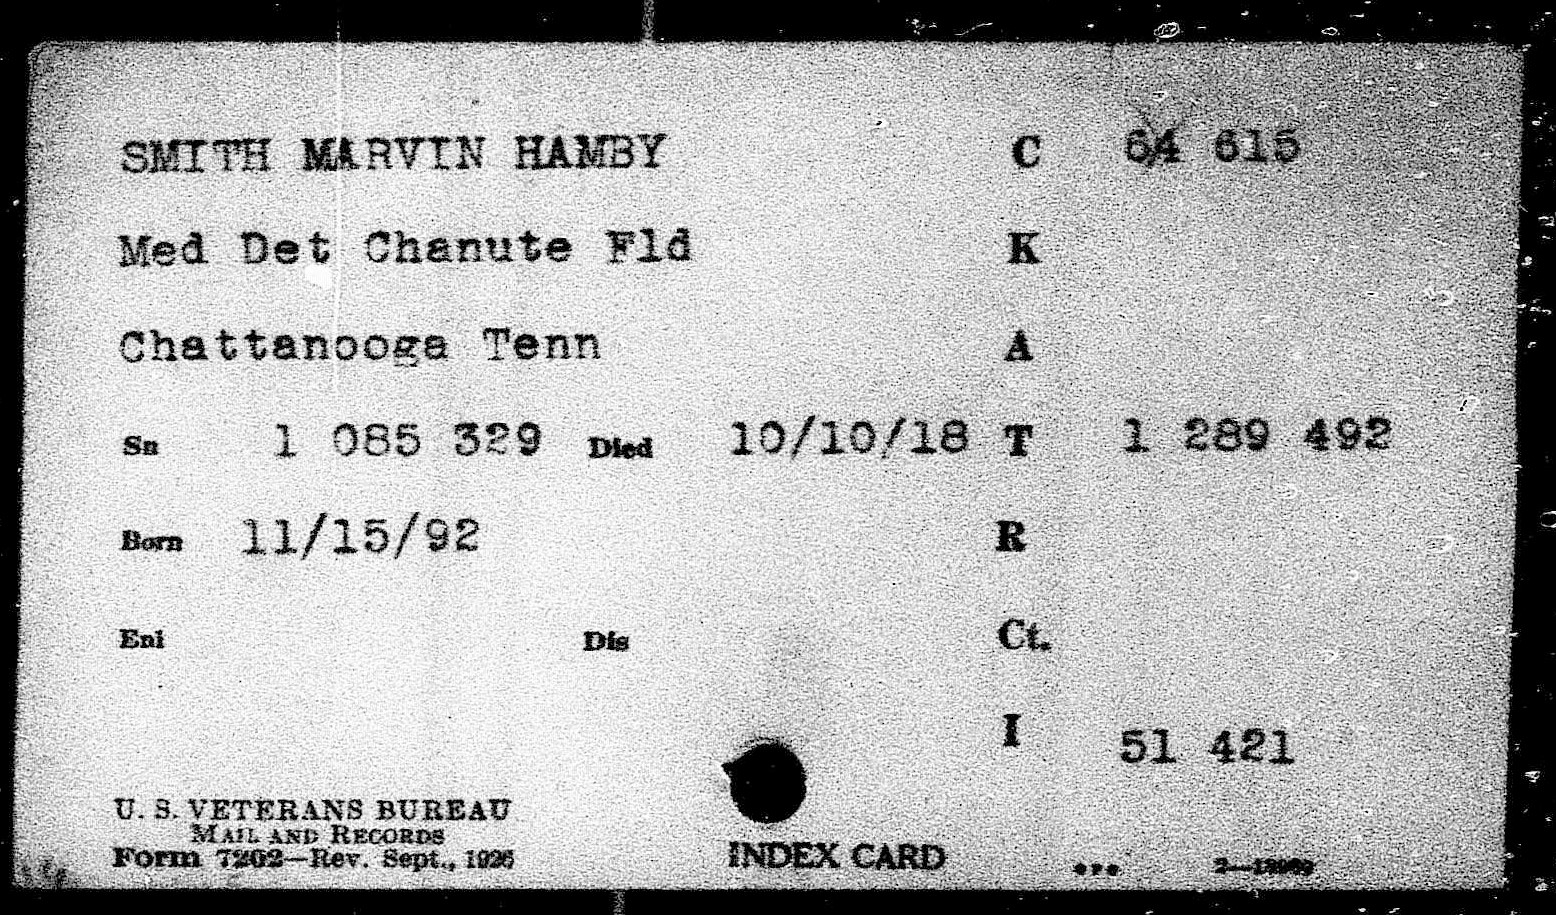 SMITH MARVIN HAMBY C 64 615
Med Det Chanute Fld K
Chattanooga Tenn A
Sn 1 085 329 Died 10/10/18 T 1 289 492
Born 11/15/92 R
Enl Dis Ct.
I 51 421
U. S. VETERANS BUREAU
MAIL AND RECORDS
Form 7202—Rev. Sept., 1926
INDEX CARD